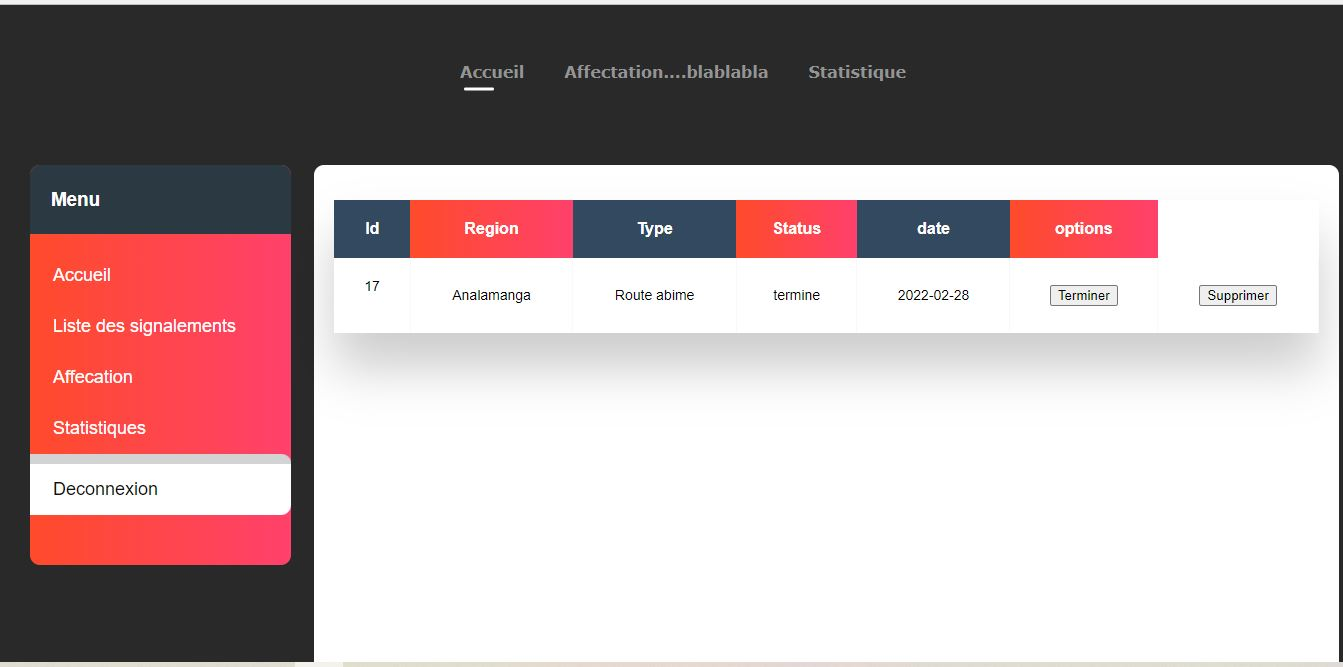 Accueil Affectation....blablabla Statistique
Menu
Accueil
Liste des signalements
Affecation
Statistiques
Deconnexion
Id Region Type Status date options
17 Analamanga Route abime termine 2022-02-28 Terminer Supprimer